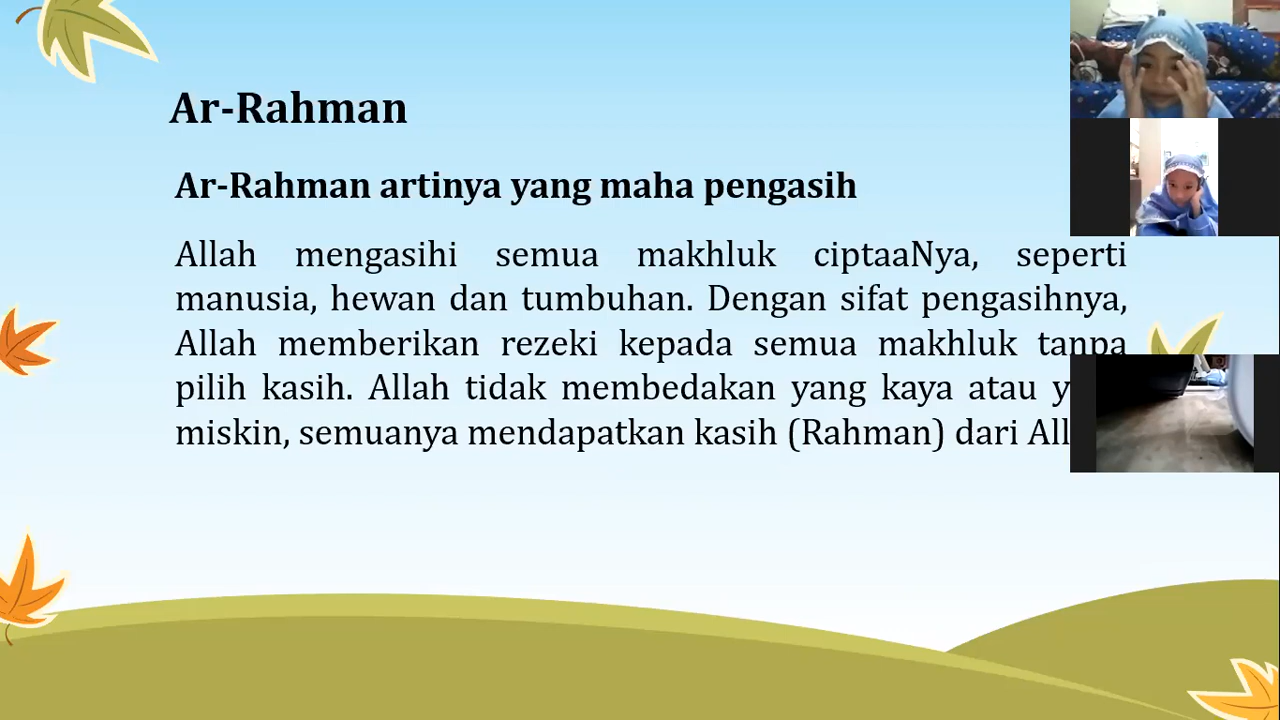 Ar-Rahman
Ar-Rahman artinya yang maha pengasih
Allah mengasihi semua makhluk ciptaaNya, seperti
manusia, hewan dan tumbuhan. Dengan sifat pengasihnya,
Allah memberikan rezeki kepada semua makhluk tanpa
pilih kasih. Allah tidak membedakan yang kaya atau
miskin, semuanya mendapatkan kasih (Rahman) dari